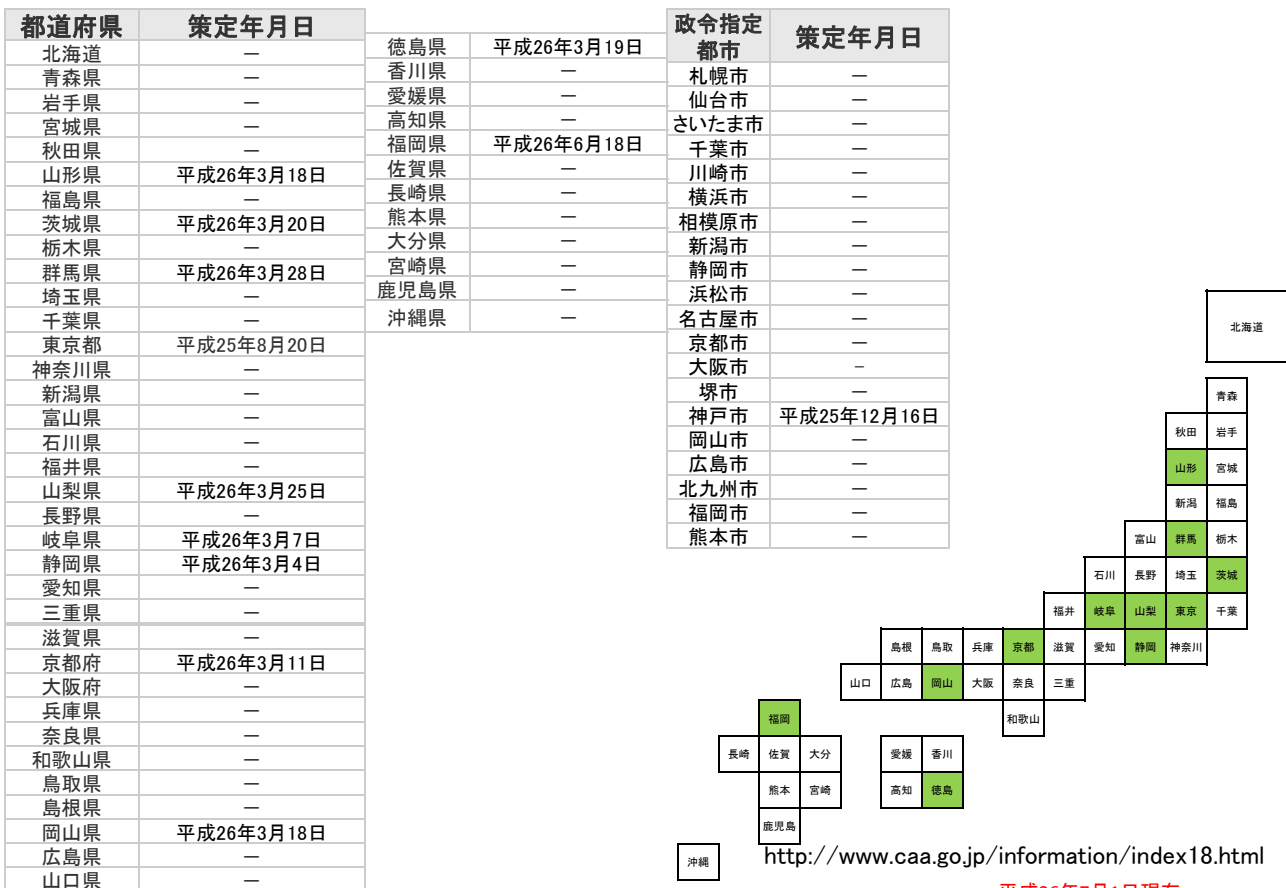 都道府県 策定年月日
北海道 －
青森県 －
岩手県 －
宮城県 －
秋田県 －
山形県 平成26年3月18日
福島県 －
茨城県 平成26年3月20日
栃木県 －
群馬県 平成26年3月28日
埼玉県 －
千葉県 －
東京都 平成25年8月20日
神奈川県 －
新潟県 －
富山県 －
石川県 －
福井県 －
山梨県 平成26年3月25日
長野県 －
岐阜県 平成26年3月7日
静岡県 平成26年3月4日
愛知県 －
三重県 －
滋賀県 －
京都府 平成26年3月11日
大阪府 －
兵庫県 －
奈良県 －
和歌山県 －
鳥取県 －
島根県 －
岡山県 平成26年3月18日
広島県 －
山口県 －
徳島県 平成26年3月19日
香川県 －
愛媛県 －
高知県 －
福岡県 平成26年6月18日
佐賀県 －
長崎県 －
熊本県 －
大分県 －
宮崎県 －
鹿児島県 －
沖縄県 －
政令指定
都市 策定年月日
札幌市 －
仙台市 －
さいたま市 －
千葉市 －
川崎市 －
横浜市 －
相模原市 －
新潟市 －
静岡市 －
浜松市 －
名古屋市 －
京都市 －
大阪市 -
堺市 －
神戸市 平成25年12月16日
岡山市 －
広島市 －
北九州市 －
福岡市 －
熊本市 －
北海道
青森
秋田 岩手
山形 宮城
新潟 福島
富山 群馬 栃木
石川 長野 埼玉 茨城
福井 岐阜 山梨 東京 千葉
島根 鳥取 兵庫 京都 滋賀 愛知 静岡 神奈川
山口 広島 岡山 大阪 奈良 三重
福岡 和歌山
長崎 佐賀 大分 愛媛 香川
熊本 宮崎 高知 徳島
鹿児島
沖縄 http://www.caa.go.jp/information/index18.html